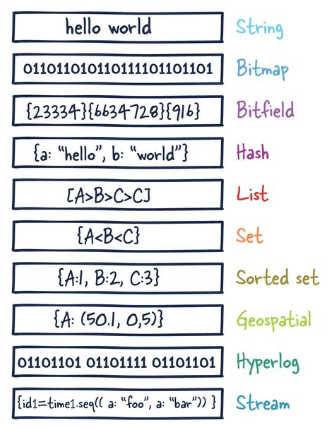 hello world String
011011010110111101101101 Bitmap
{23334}{6634728}{916} Bitfield
{a: "hello", b: "world"} Hash
[A>B>C>C] List
{A<B<C} Set
{A:1, B:2, C:3} Sorted set
{A: (50.1, 0,5)} Geospatial
01101101 01101111 01101101 Hyperlog
{id1=time1.seq(( a: "foo", a: "bar")) } Stream